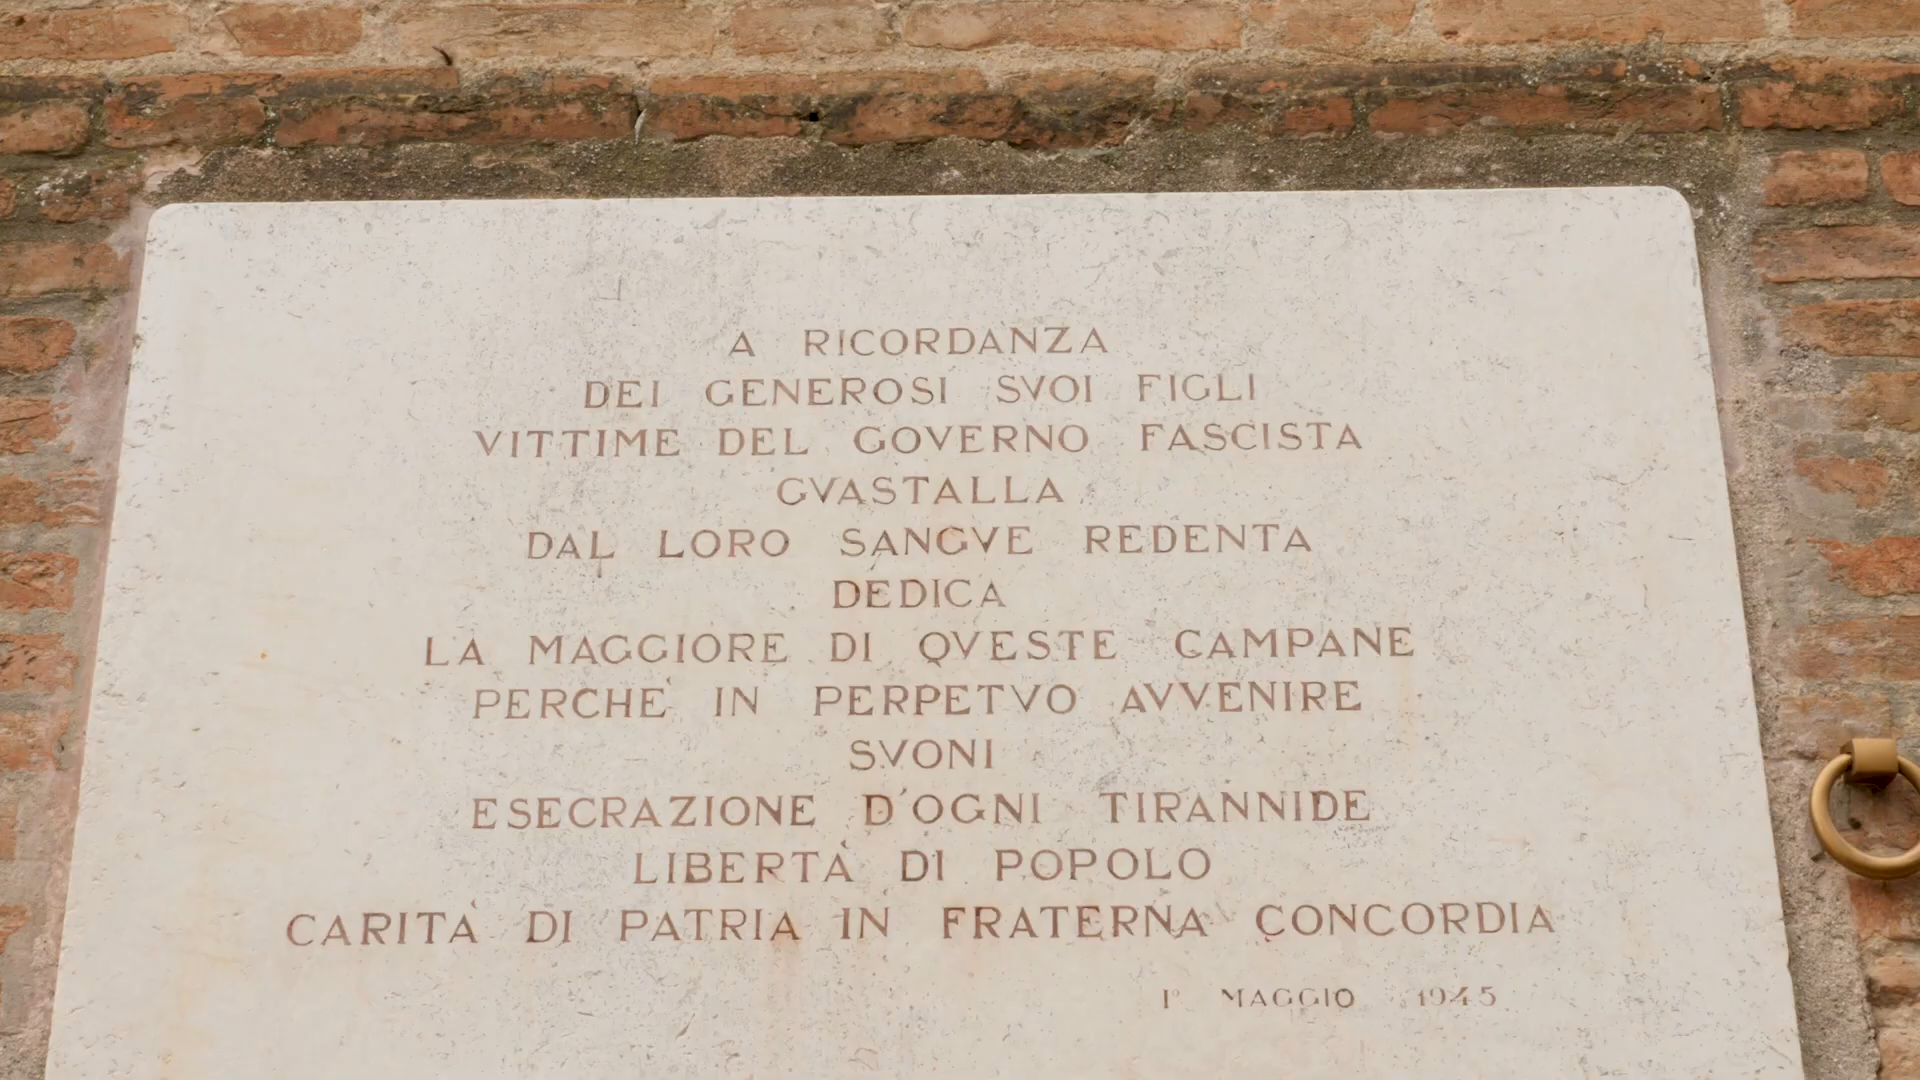 A RICORDANZA
DEI GENEROSI SVOI FIGLI
VITTIME DEL GOVERNO FASCISTA
GVASTALLA
DAL LORO SANGVE REDENTA
DEDICA
LA MAGGIORE DI QVESTE CAMPANE
PERCHE' IN PERPETVO AVVENIRE
SVONI
ESECRAZIONE D'OGNI TIRANNIDE
LIBERTÀ DI POPOLO
CARITÀ DI PATRIA IN FRATERNA CONCORDIA
1° MAGGIO 1945